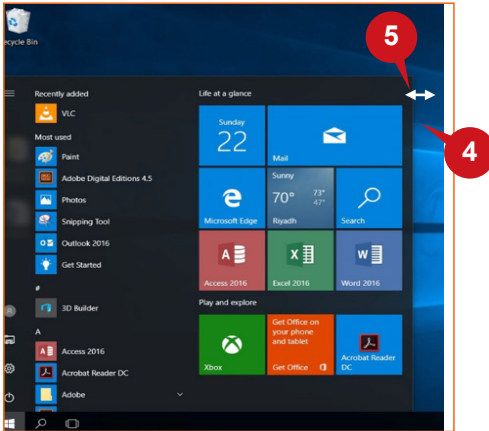 5
4
ecycle Bin
Recently added
VLC
Most used
Paint
Adobe Digital Editions 4.5
Photos
Snipping Tool
Outlook 2016
Get Started
#
3D Builder
A
Access 2016
Acrobat Reader DC
Adobe
Life at a glance
Sunday
22
Mail
Microsoft Edge
Sunny
70° 73°
47°
Riyadh
Search
Access 2016
Excel 2016
Word 2016
Play and explore
Xbox
Get Office on
your phone
and tablet
Get Office
Acrobat Reader
DC